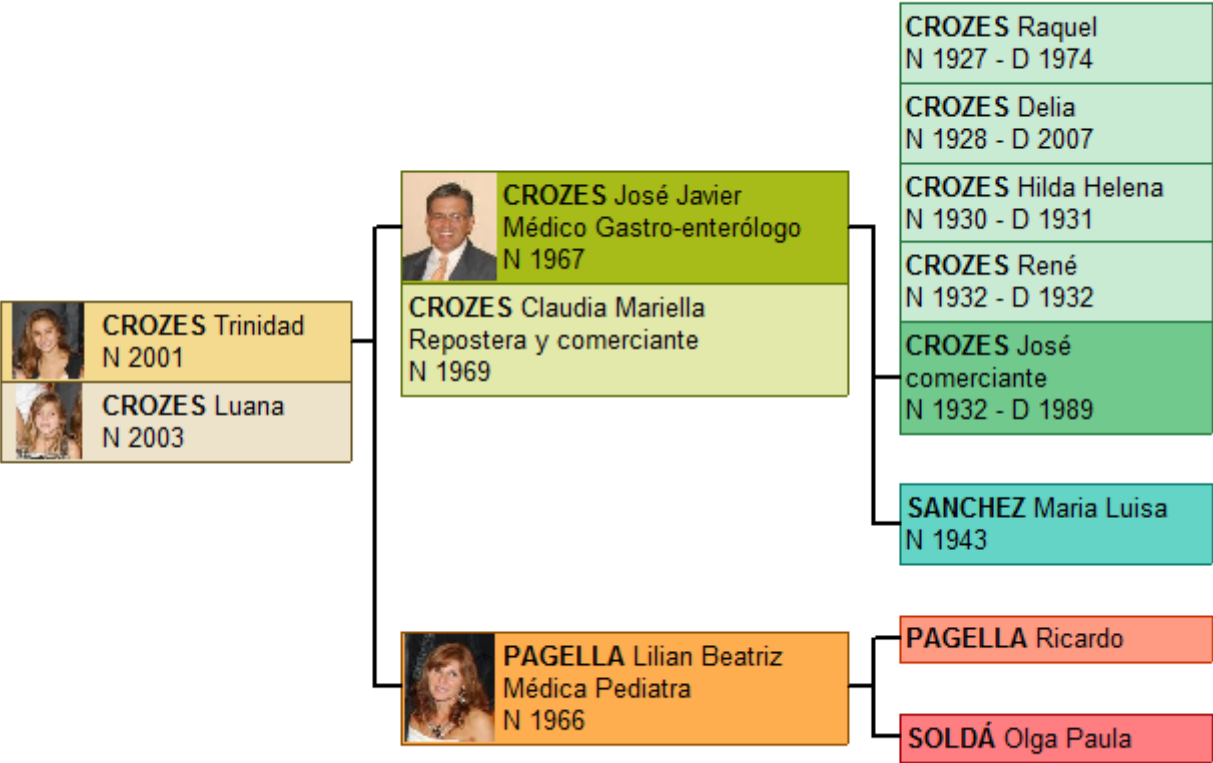 CROZES Raquel
N 1927 - D 1974
CROZES Delia
N 1928 - D 2007
CROZES Hilda Helena
N 1930 - D 1931
CROZES René
N 1932 - D 1932
CROZES José
comerciante
N 1932 - D 1989
SANCHEZ Maria Luisa
N 1943
CROZES José Javier
Médico Gastro-enterólogo
N 1967
CROZES Claudia Mariella
Repostera y comerciante
N 1969
CROZES Trinidad
N 2001
CROZES Luana
N 2003
PAGELLA Lilian Beatriz
Médica Pediatra
N 1966
PAGELLA Ricardo
SOLDÁ Olga Paula